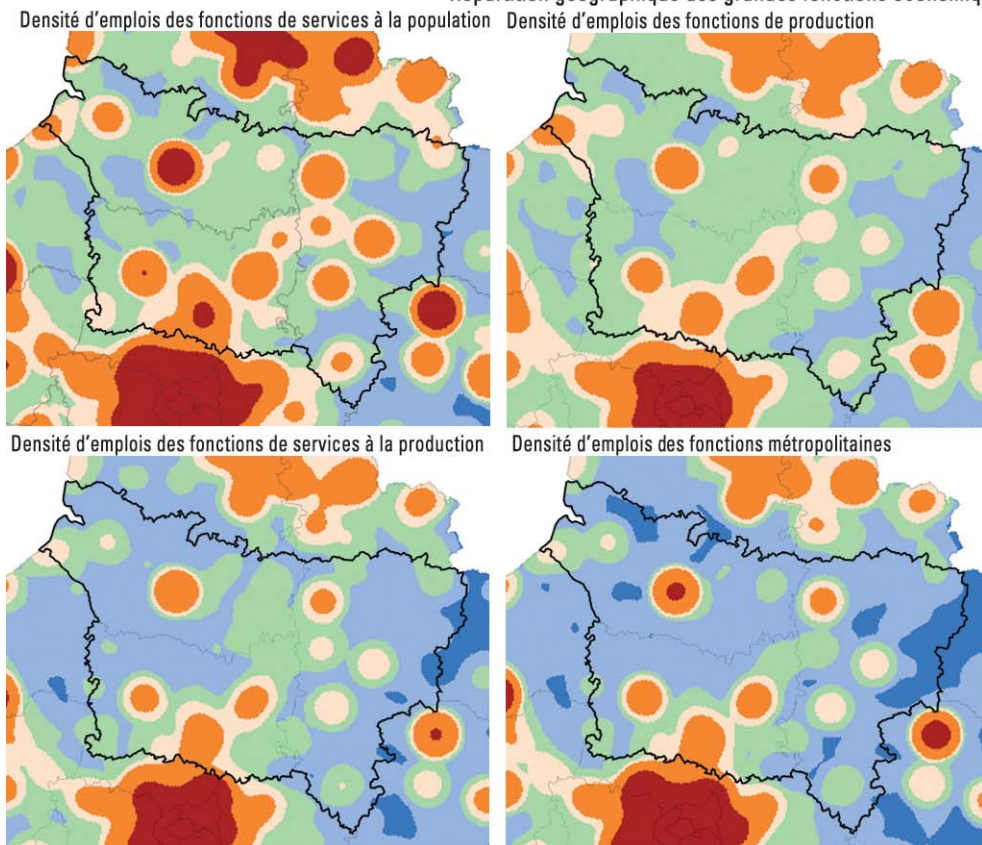 Densité d'emplois des fonctions de services à la population
Densité d'emplois des fonctions de production
Densité d'emplois des fonctions de services à la production
Densité d'emplois des fonctions métropolitaines